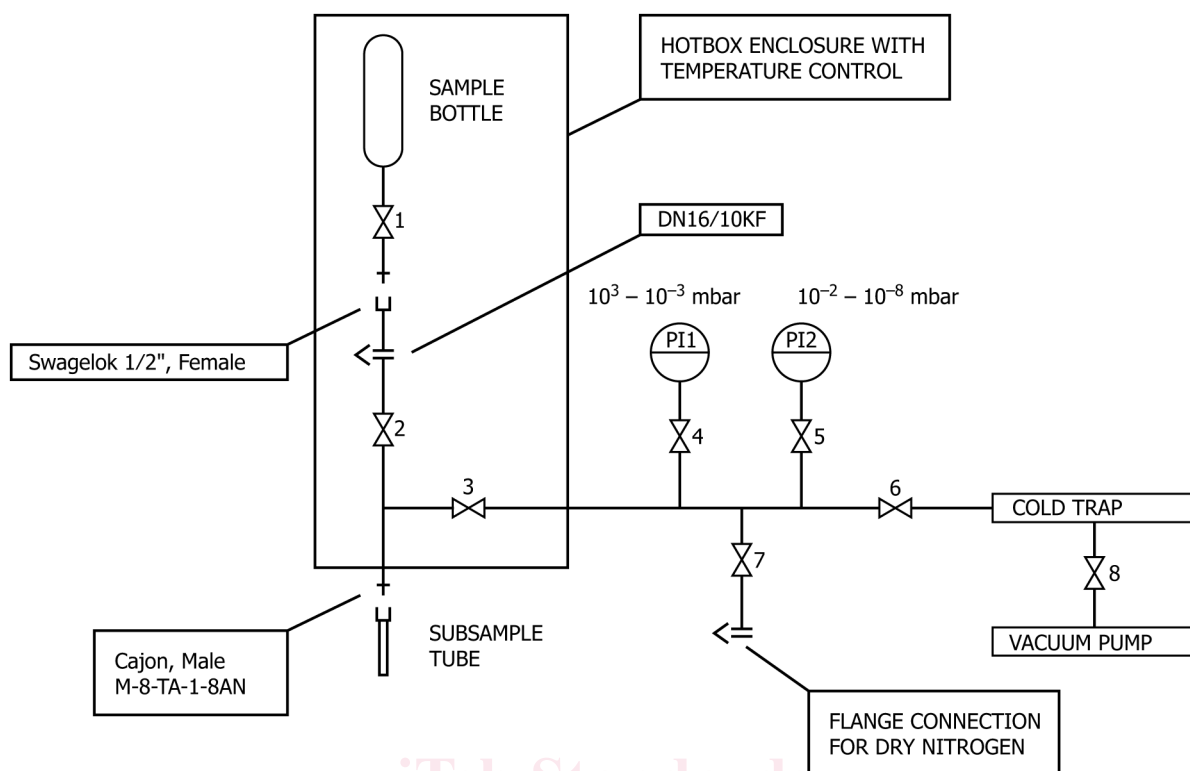 HOTBOX ENCLOSURE WITH
TEMPERATURE CONTROL
SAMPLE
BOTTLE
1
DN16/10KF
10³ – 10⁻³ mbar
10⁻² – 10⁻⁸ mbar
PI1
PI2
Swagelok 1/2", Female
2
4
5
3
6
COLD TRAP
7
8
SUBSAMPLE
TUBE
VACUUM PUMP
Cajon, Male
M-8-TA-1-8AN
FLANGE CONNECTION
FOR DRY NITROGEN